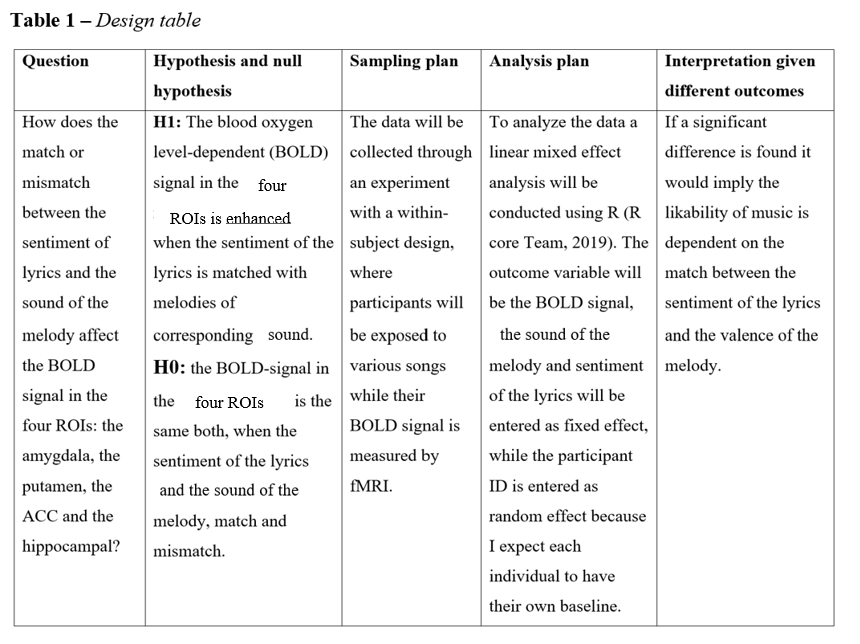 Table 1 – Design table
Question
Hypothesis and null
hypothesis
Sampling plan
Analysis plan
Interpretation given
different outcomes
How does the
match or
mismatch
between the
sentiment of
lyrics and the
sound of the
melody affect
the BOLD
signal in the
four ROIs: the
amygdala, the
putamen, the
ACC and the
hippocampal?
H1: The blood oxygen
level-dependent (BOLD)
signal in the four
ROIs is enhanced
when the sentiment of the
lyrics is matched with
melodies of
corresponding sound.
H0: the BOLD-signal in
the four ROIs is the
same both, when the
sentiment of the lyrics
and the sound of the
melody, match and
mismatch.
The data will be
collected through
an experiment
with a within-
subject design,
where
participants will
be exposed to
various songs
while their
BOLD signal is
measured by
fMRI.
To analyze the data a
linear mixed effect
analysis will be
conducted using R (R
core Team, 2019). The
outcome variable will
be the BOLD signal,
the sound of the
melody and sentiment
of the lyrics will be
entered as fixed effect,
while the participant
ID is entered as
random effect because
I expect each
individual to have
their own baseline.
If a significant
difference is found it
would imply the
likability of music is
dependent on the
match between the
sentiment of the lyrics
and the valence of the
melody.